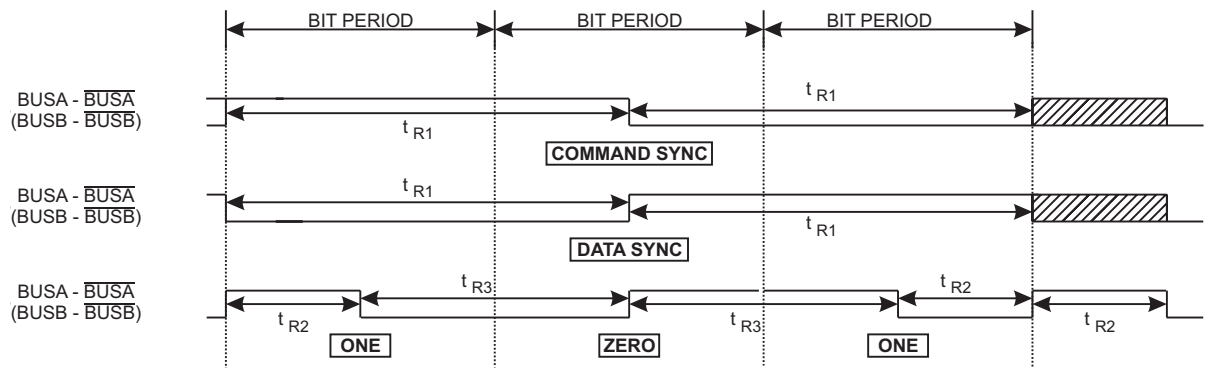 BIT PERIOD BIT PERIOD BIT PERIOD
BUSA - BUSA
(BUSB - BUSB)
t R1
t R1
COMMAND SYNC
BUSA - BUSA
(BUSB - BUSB)
t R1
t R1
DATA SYNC
BUSA - BUSA
(BUSB - BUSB)
t R3 t R2
t R2 t R3 t R2
ONE ZERO ONE